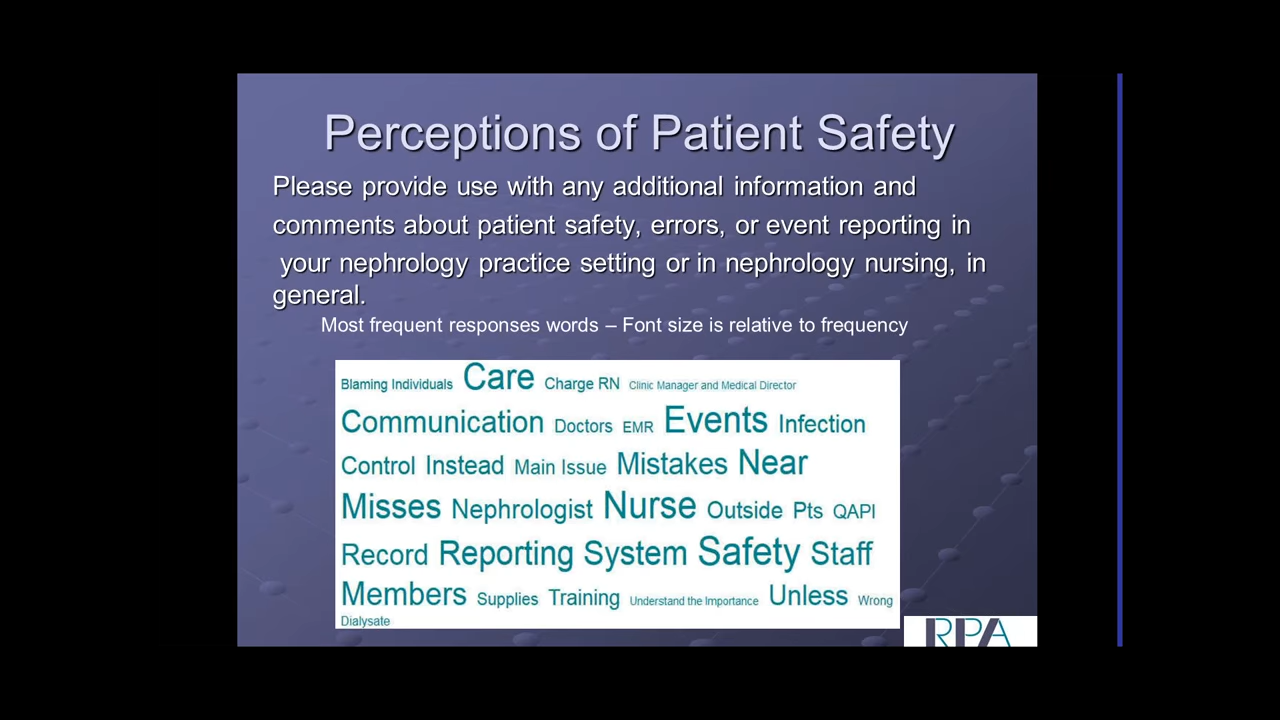 Perceptions of Patient Safety
Please provide use with any additional information and
comments about patient safety, errors, or event reporting in
your nephrology practice setting or in nephrology nursing, in
general.
Most frequent responses words – Font size is relative to frequency
Blaming Individuals Care Charge RN Clinic Manager and Medical Director
Communication Doctors EMR Events Infection
Control Instead Main Issue Mistakes Near
Misses Nephrologist Nurse Outside Pts QAPI
Record Reporting System Safety Staff
Members Supplies Training Understand the Importance Unless Wrong
Dialysate
RPA